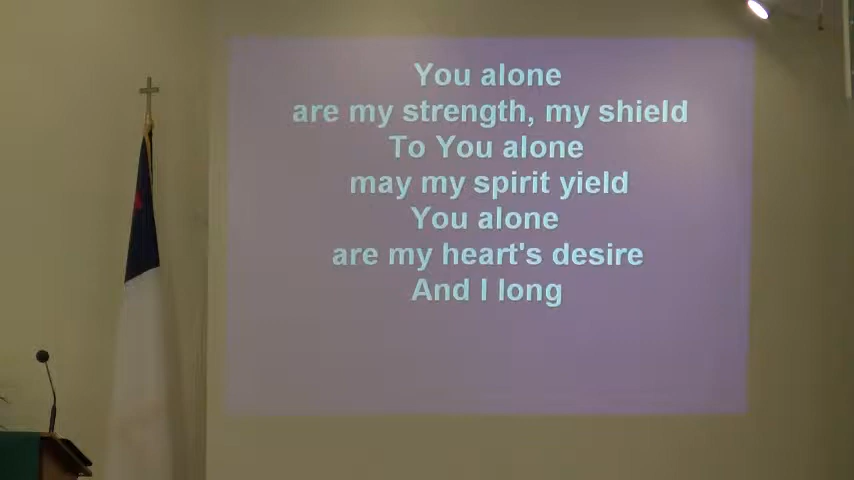 You alone
are my strength, my shield
To You alone
may my spirit yield
You alone
are my heart's desire
And I long